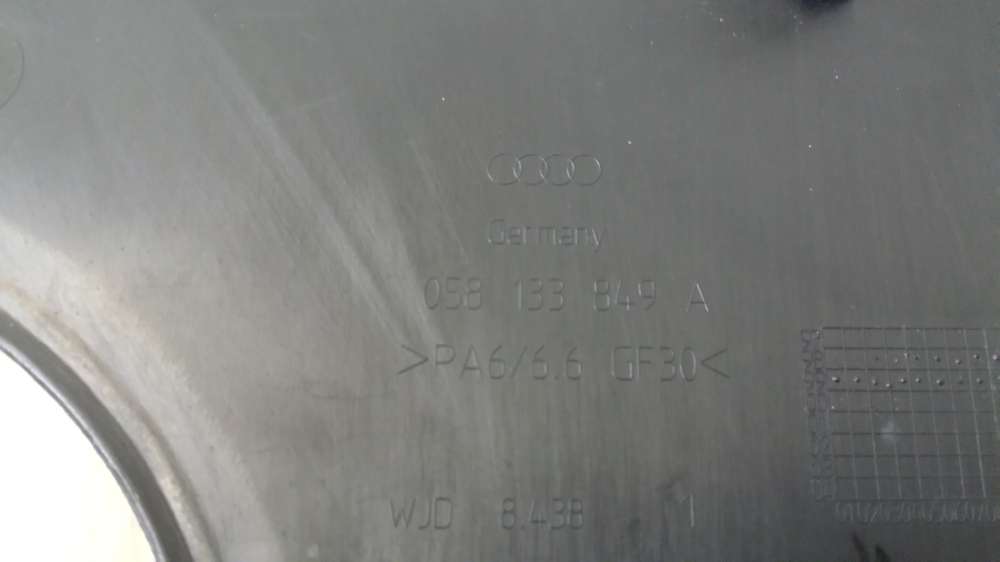 Germany
058 133 849 A
>PA6/6.6 GF30<
WJD 8.438 1